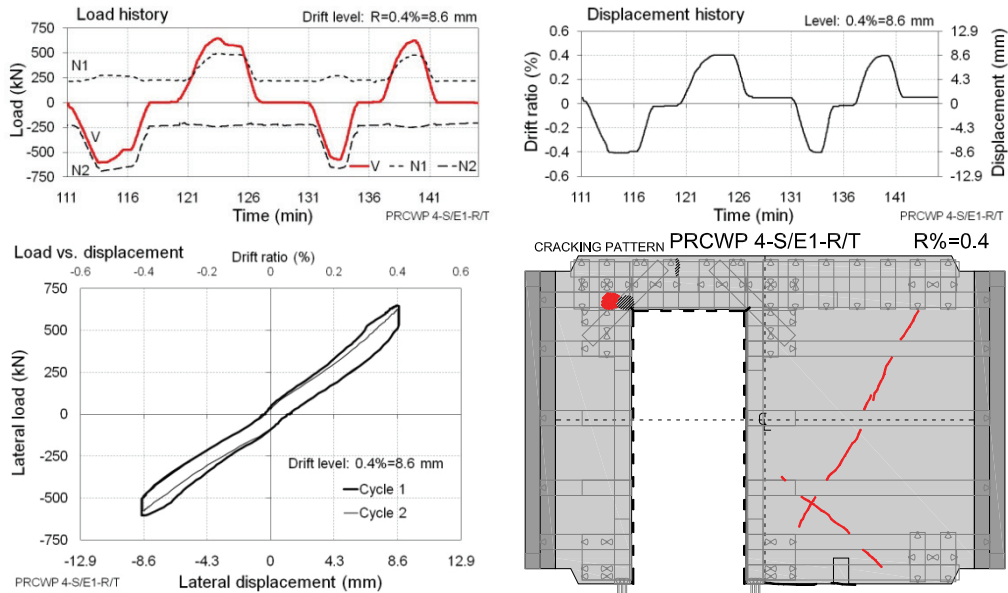 Load history
Drift level: R=0.4%=8.6 mm
Load (kN)
750
500
250
0
-250
-500
-750
N1
V
N2
V N1 N2
111 116 121 126 131 136 141
Time (min)
PRCWP 4-S/E1-R/T
Displacement history
Level: 0.4%=8.6 mm
Drift ratio (%)
0.6
0.4
0.2
0
-0.2
-0.4
-0.6
12.9
8.6
4.3
0
-4.3
-8.6
-12.9
Displacement (mm)
111 116 121 126 131 136 141
Time (min)
PRCWP 4-S/E1-R/T
Load vs. displacement
Drift ratio (%)
-0.6 -0.4 -0.2 0 0.2 0.4 0.6
Lateral load (kN)
750
500
250
0
-250
-500
-750
Drift level: 0.4%=8.6 mm
Cycle 1
Cycle 2
-12.9 -8.6 -4.3 0 4.3 8.6 12.9
PRCWP 4-S/E1-R/T
Lateral displacement (mm)
CRACKING PATTERN PRCWP 4-S/E1-R/T R%=0.4